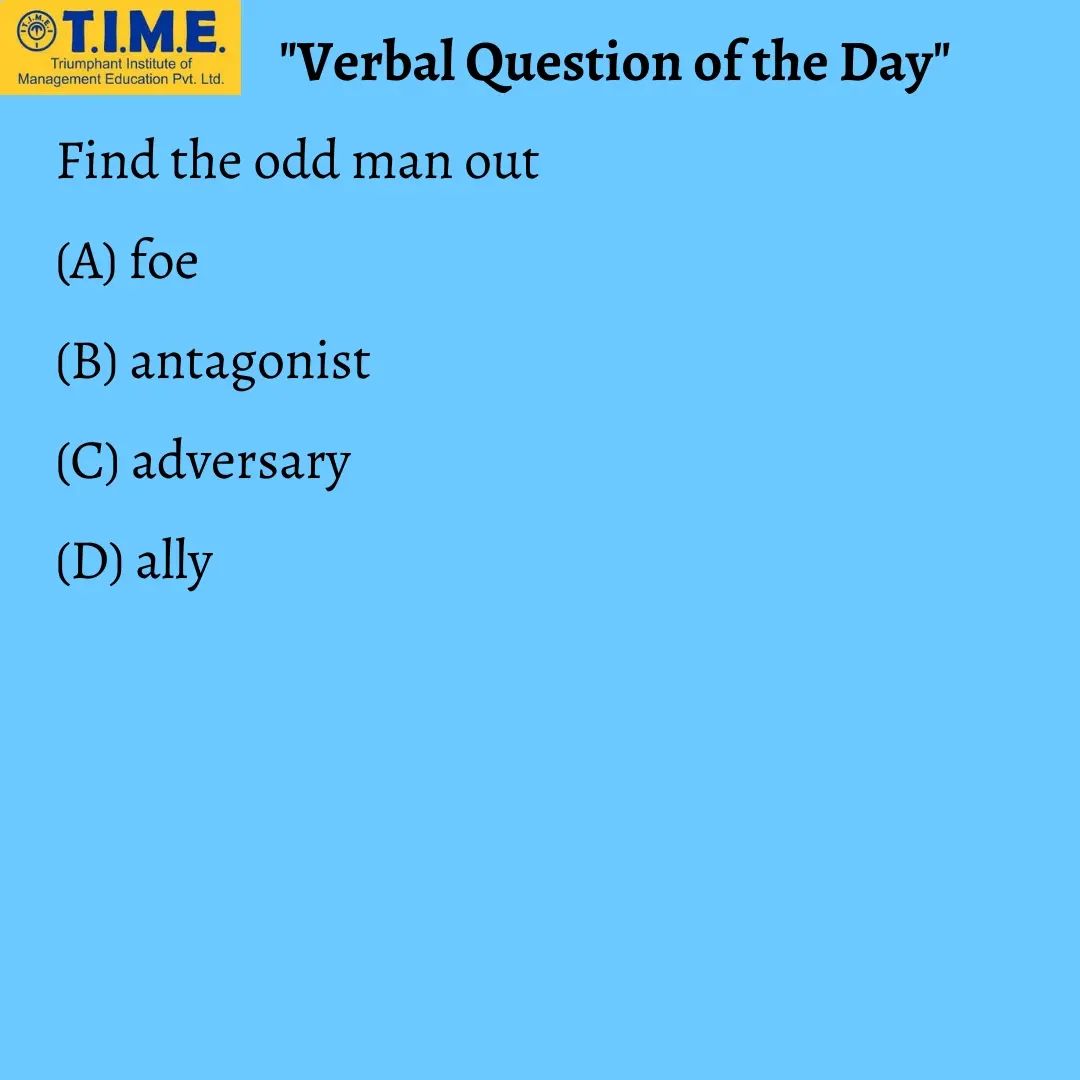 T.I.M.E.
Triumphant Institute of
Management Education Pvt. Ltd.
"Verbal Question of the Day"
Find the odd man out
(A) foe
(B) antagonist
(C) adversary
(D) ally